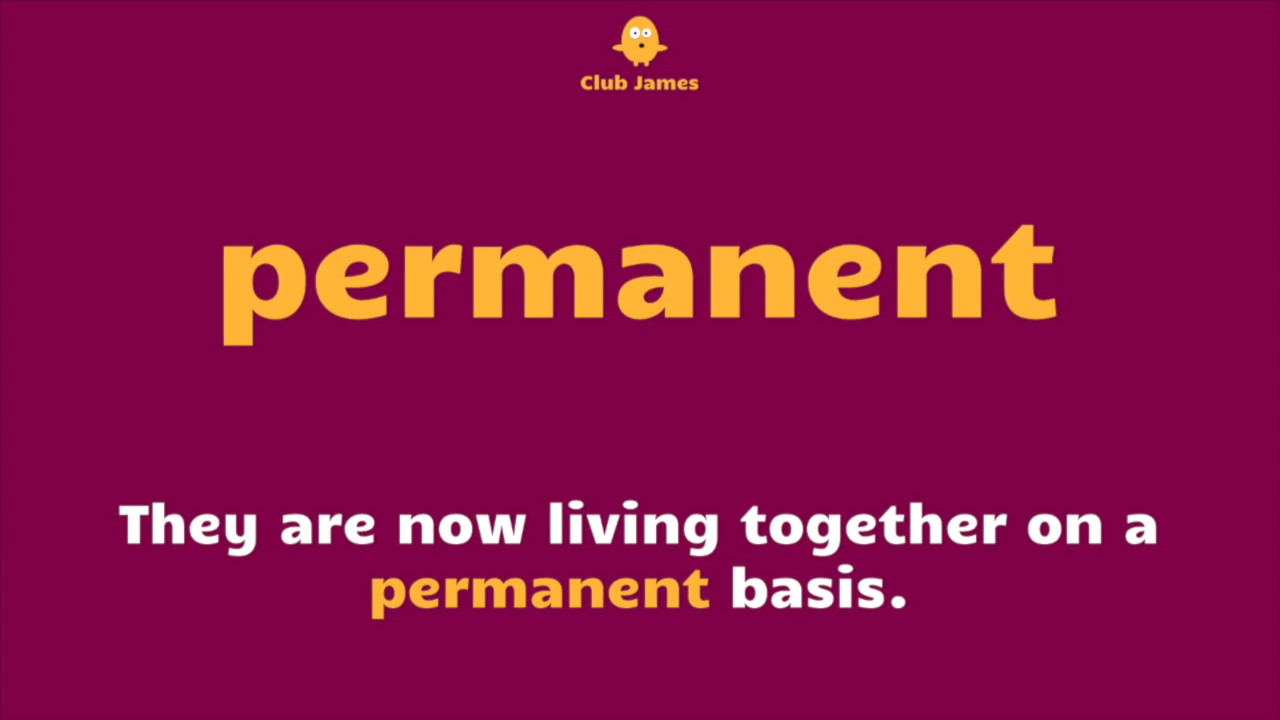 Club James
permanent
They are now living together on a
permanent basis.